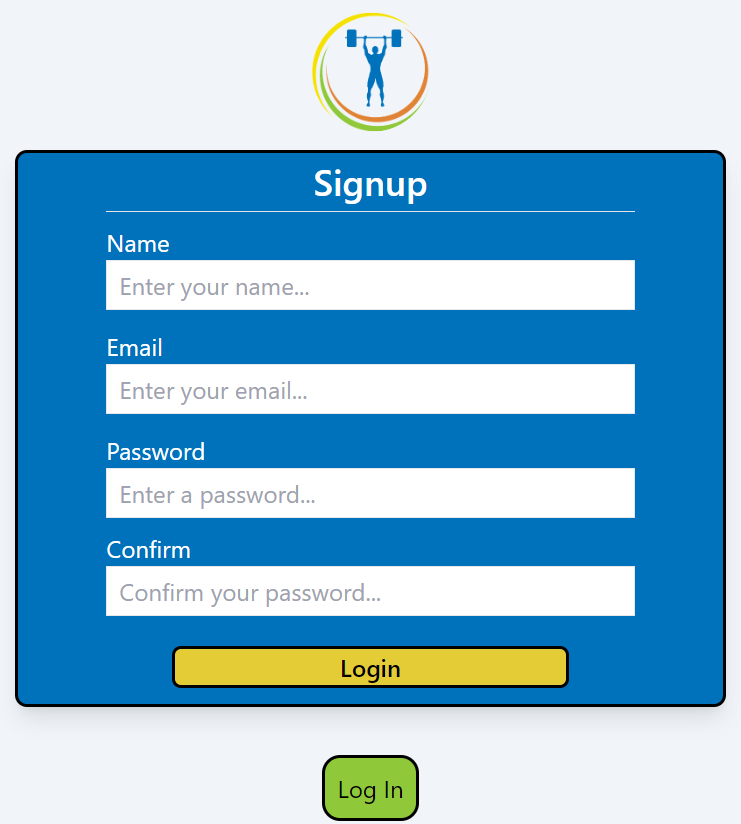 Signup
Name
Enter your name...
Email
Enter your email...
Password
Enter a password...
Confirm
Confirm your password...
Login
Log In